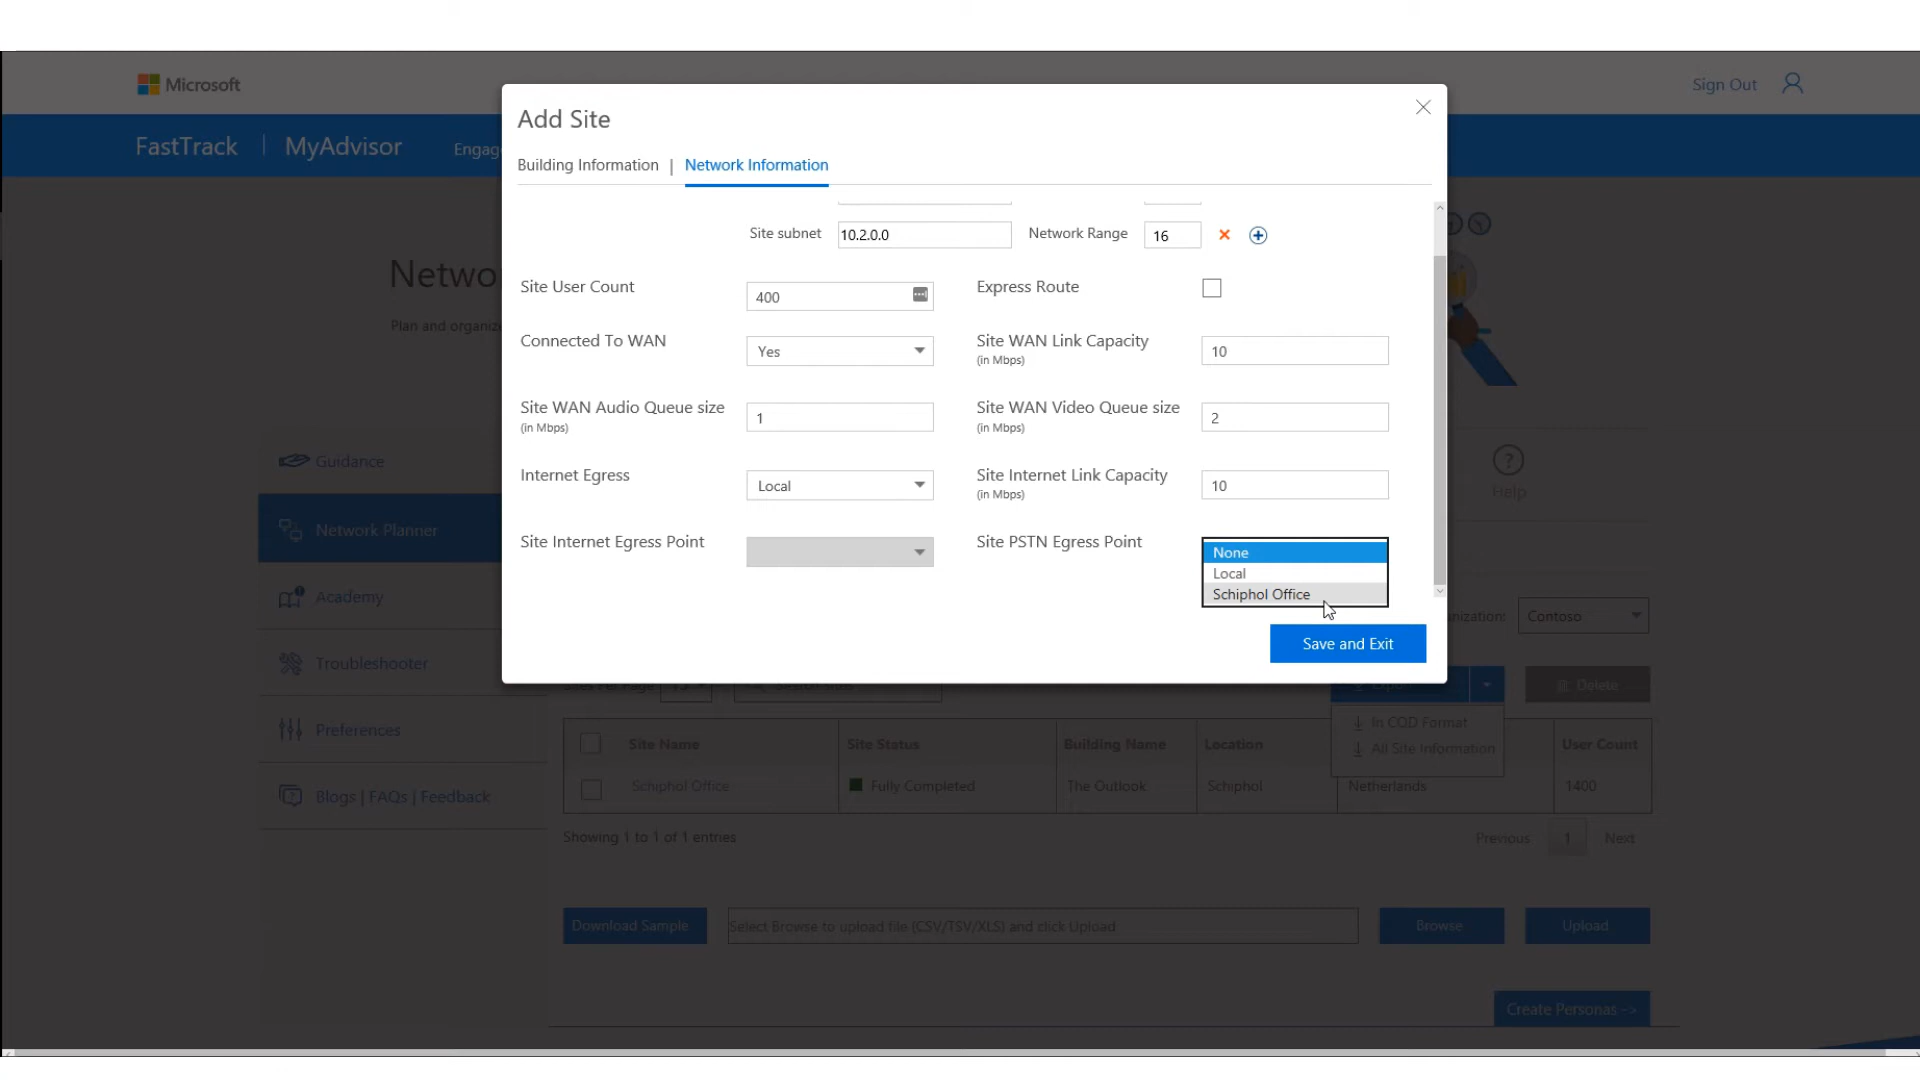 Microsoft
Sign Out
FastTrack | MyAdvisor
Engag
Add Site
Building Information | Network Information
Site subnet 10.2.0.0 Network Range 16
Site User Count 400 Express Route
Connected To WAN Yes Site WAN Link Capacity (in Mbps) 10
Site WAN Audio Queue size (in Mbps) 1 Site WAN Video Queue size (in Mbps) 2
Internet Egress Local Site Internet Link Capacity (in Mbps) 10
Site Internet Egress Point Site PSTN Egress Point None
Local
Schiphol Office
Save and Exit
Netwo
Plan and organiz
Guidance
Help
Network Planner
Academy
nization: Contoso
Troubleshooter
Export
Delete
Preferences
In COD Format
All Site Information
Site Name Site Status Building Name Location User Count
Schiphol Office Fully Completed The Outlook Schiphol Netherlands 1400
Blogs | FAQs | Feedback
Showing 1 to 1 of 1 entries
Previous 1 Next
Download Sample Select Browse to upload file (CSV/TSV/XLS) and click Upload Browse Upload
Create Personas ->